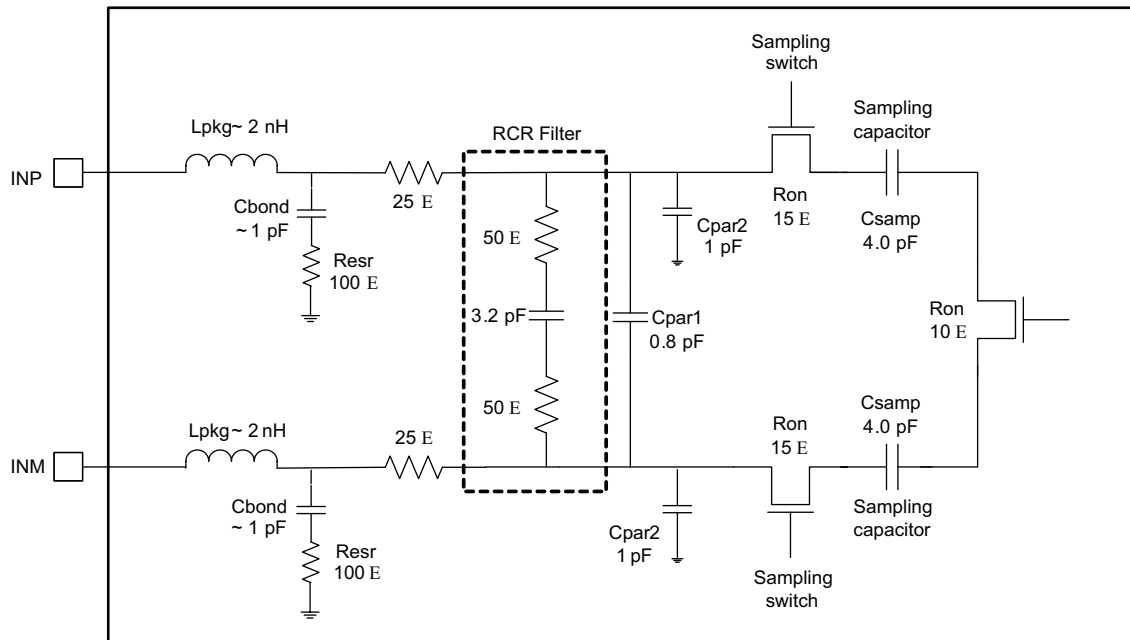 Sampling
switch
Lpkg~ 2 nH
RCR Filter
Sampling
capacitor
INP
25 E
Cbond
~ 1 pF
50 E
Cpar2
1 pF
Ron
15 E
Csamp
4.0 pF
Resr
100 E
3.2 pF
Cpar1
0.8 pF
Ron
10 E
50 E
Csamp
4.0 pF
Lpkg~ 2 nH
25 E
Ron
15 E
INM
Cbond
~ 1 pF
Sampling
capacitor
Cpar2
1 pF
Resr
100 E
Sampling
switch